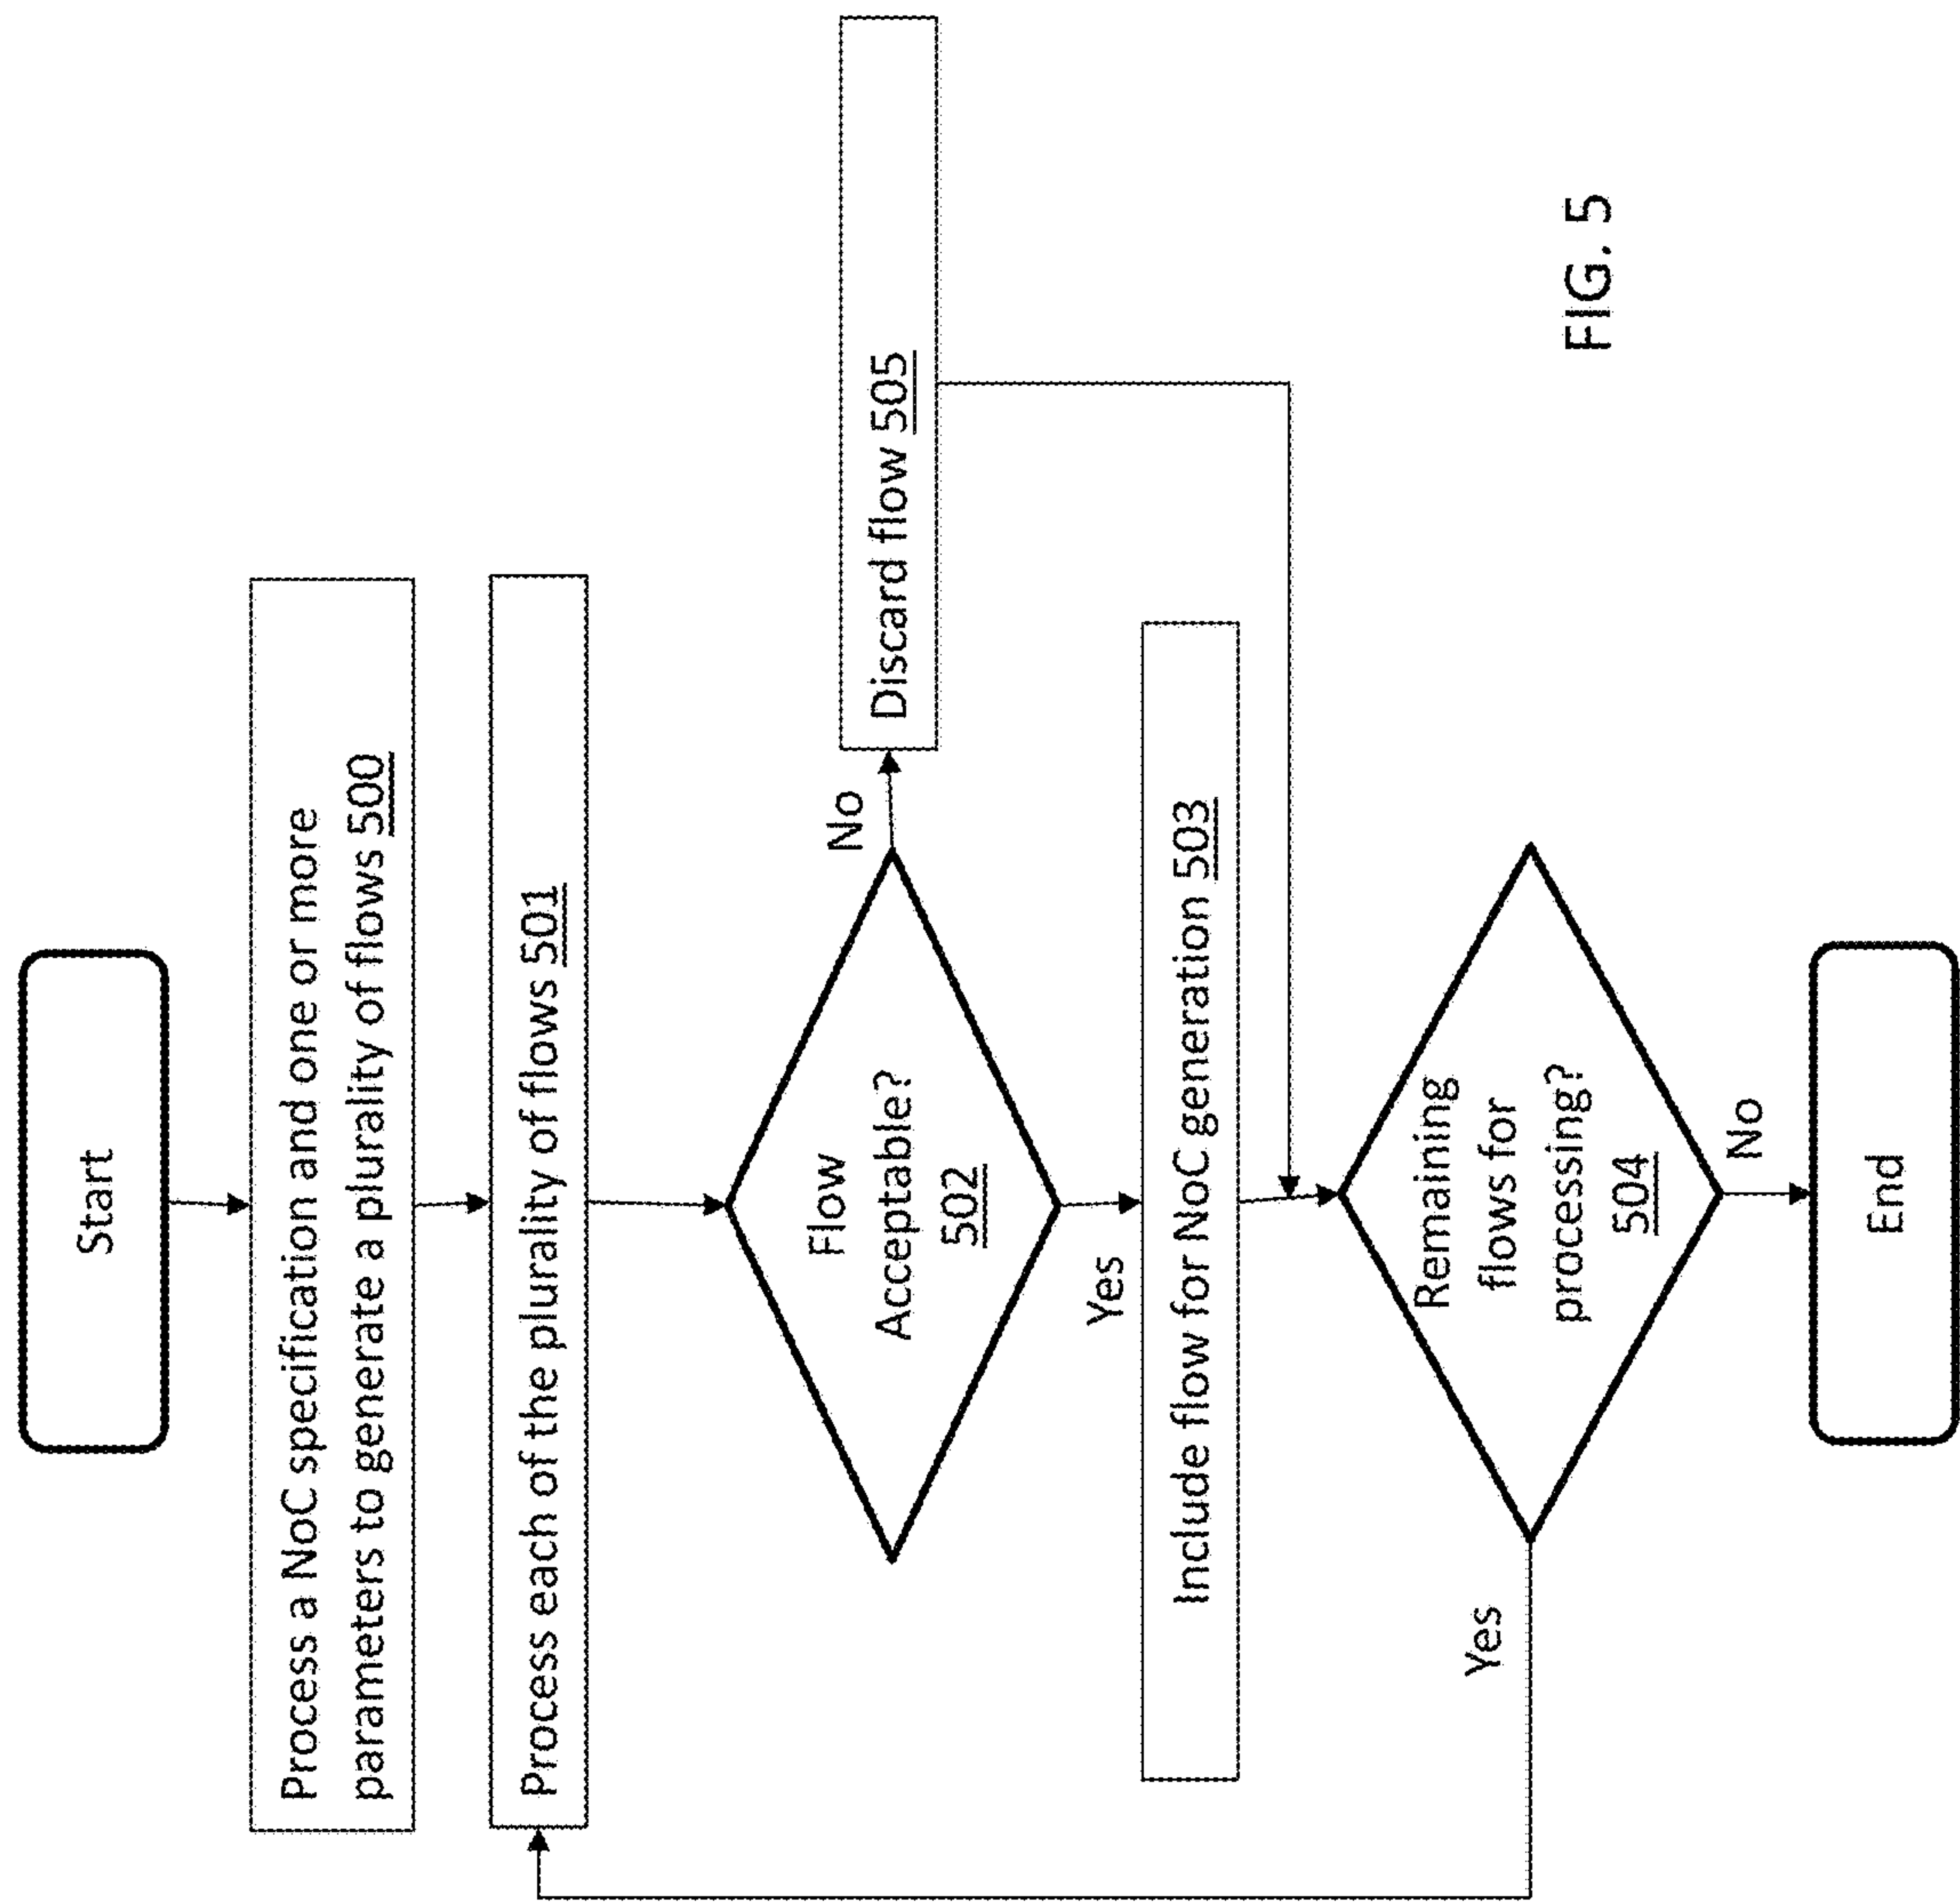 Start
Process a NoC specification and one or more
parameters to generate a plurality of flows 500
Process each of the plurality of flows 501
Flow
Acceptable?
502
No
Discard flow 505
Yes
Include flow for NoC generation 503
Remaining
flows for
processing?
504
Yes
No
End
FIG. 5